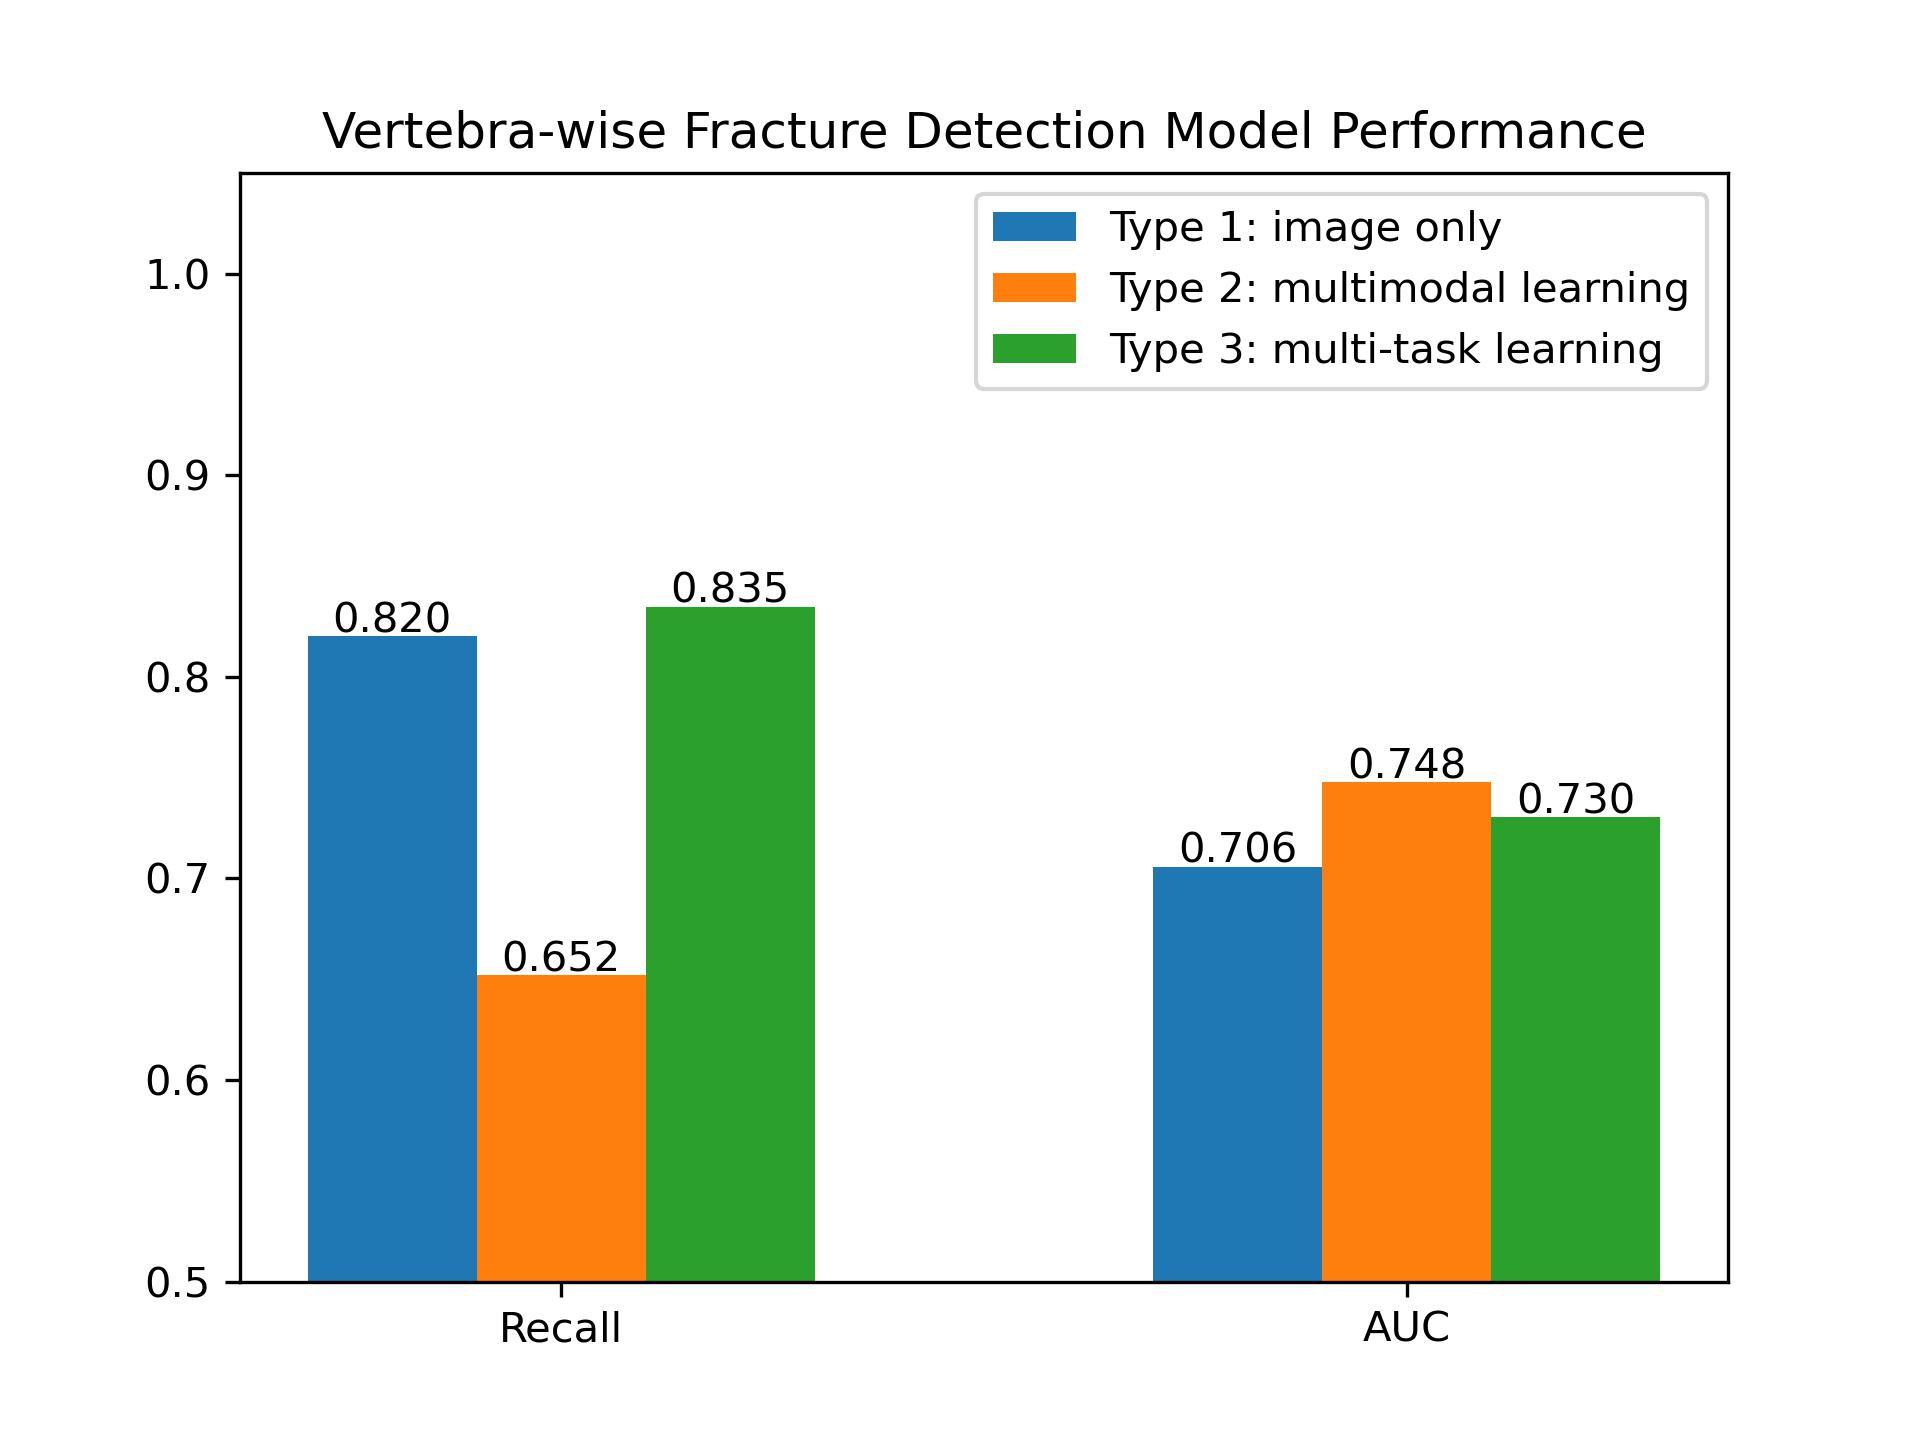 Vertebra-wise Fracture Detection Model Performance
Type 1: image only
Type 2: multimodal learning
Type 3: multi-task learning
1.0
0.9
0.8
0.7
0.6
0.5
0.820
0.652
0.835
0.706
0.748
0.730
Recall
AUC